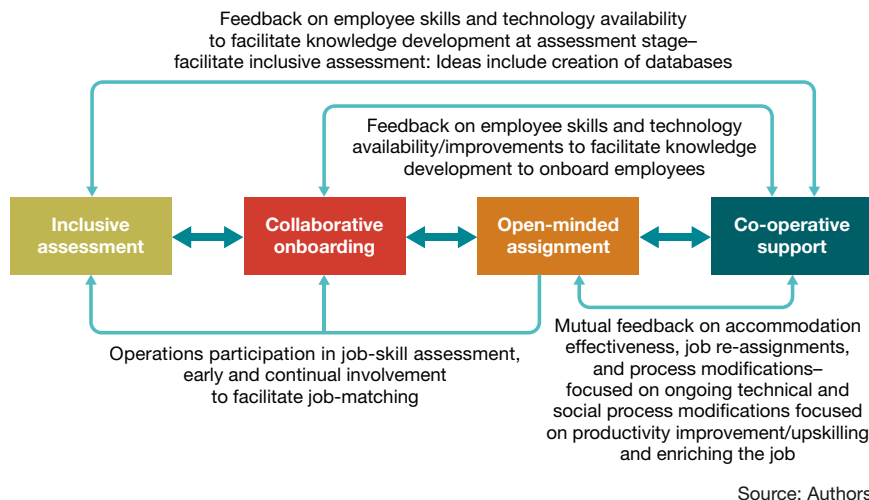 Feedback on employee skills and technology availability
to facilitate knowledge development at assessment stage–
facilitate inclusive assessment: Ideas include creation of databases
Feedback on employee skills and technology
availability/improvements to facilitate knowledge
development to onboard employees
Inclusive
assessment
Collaborative
onboarding
Open-minded
assignment
Co-operative
support
Operations participation in job-skill assessment,
early and continual involvement
to facilitate job-matching
Mutual feedback on accommodation
effectiveness, job re-assignments,
and process modifications–
focused on ongoing technical and
social process modifications focused
on productivity improvement/upskilling
and enriching the job
Source: Authors